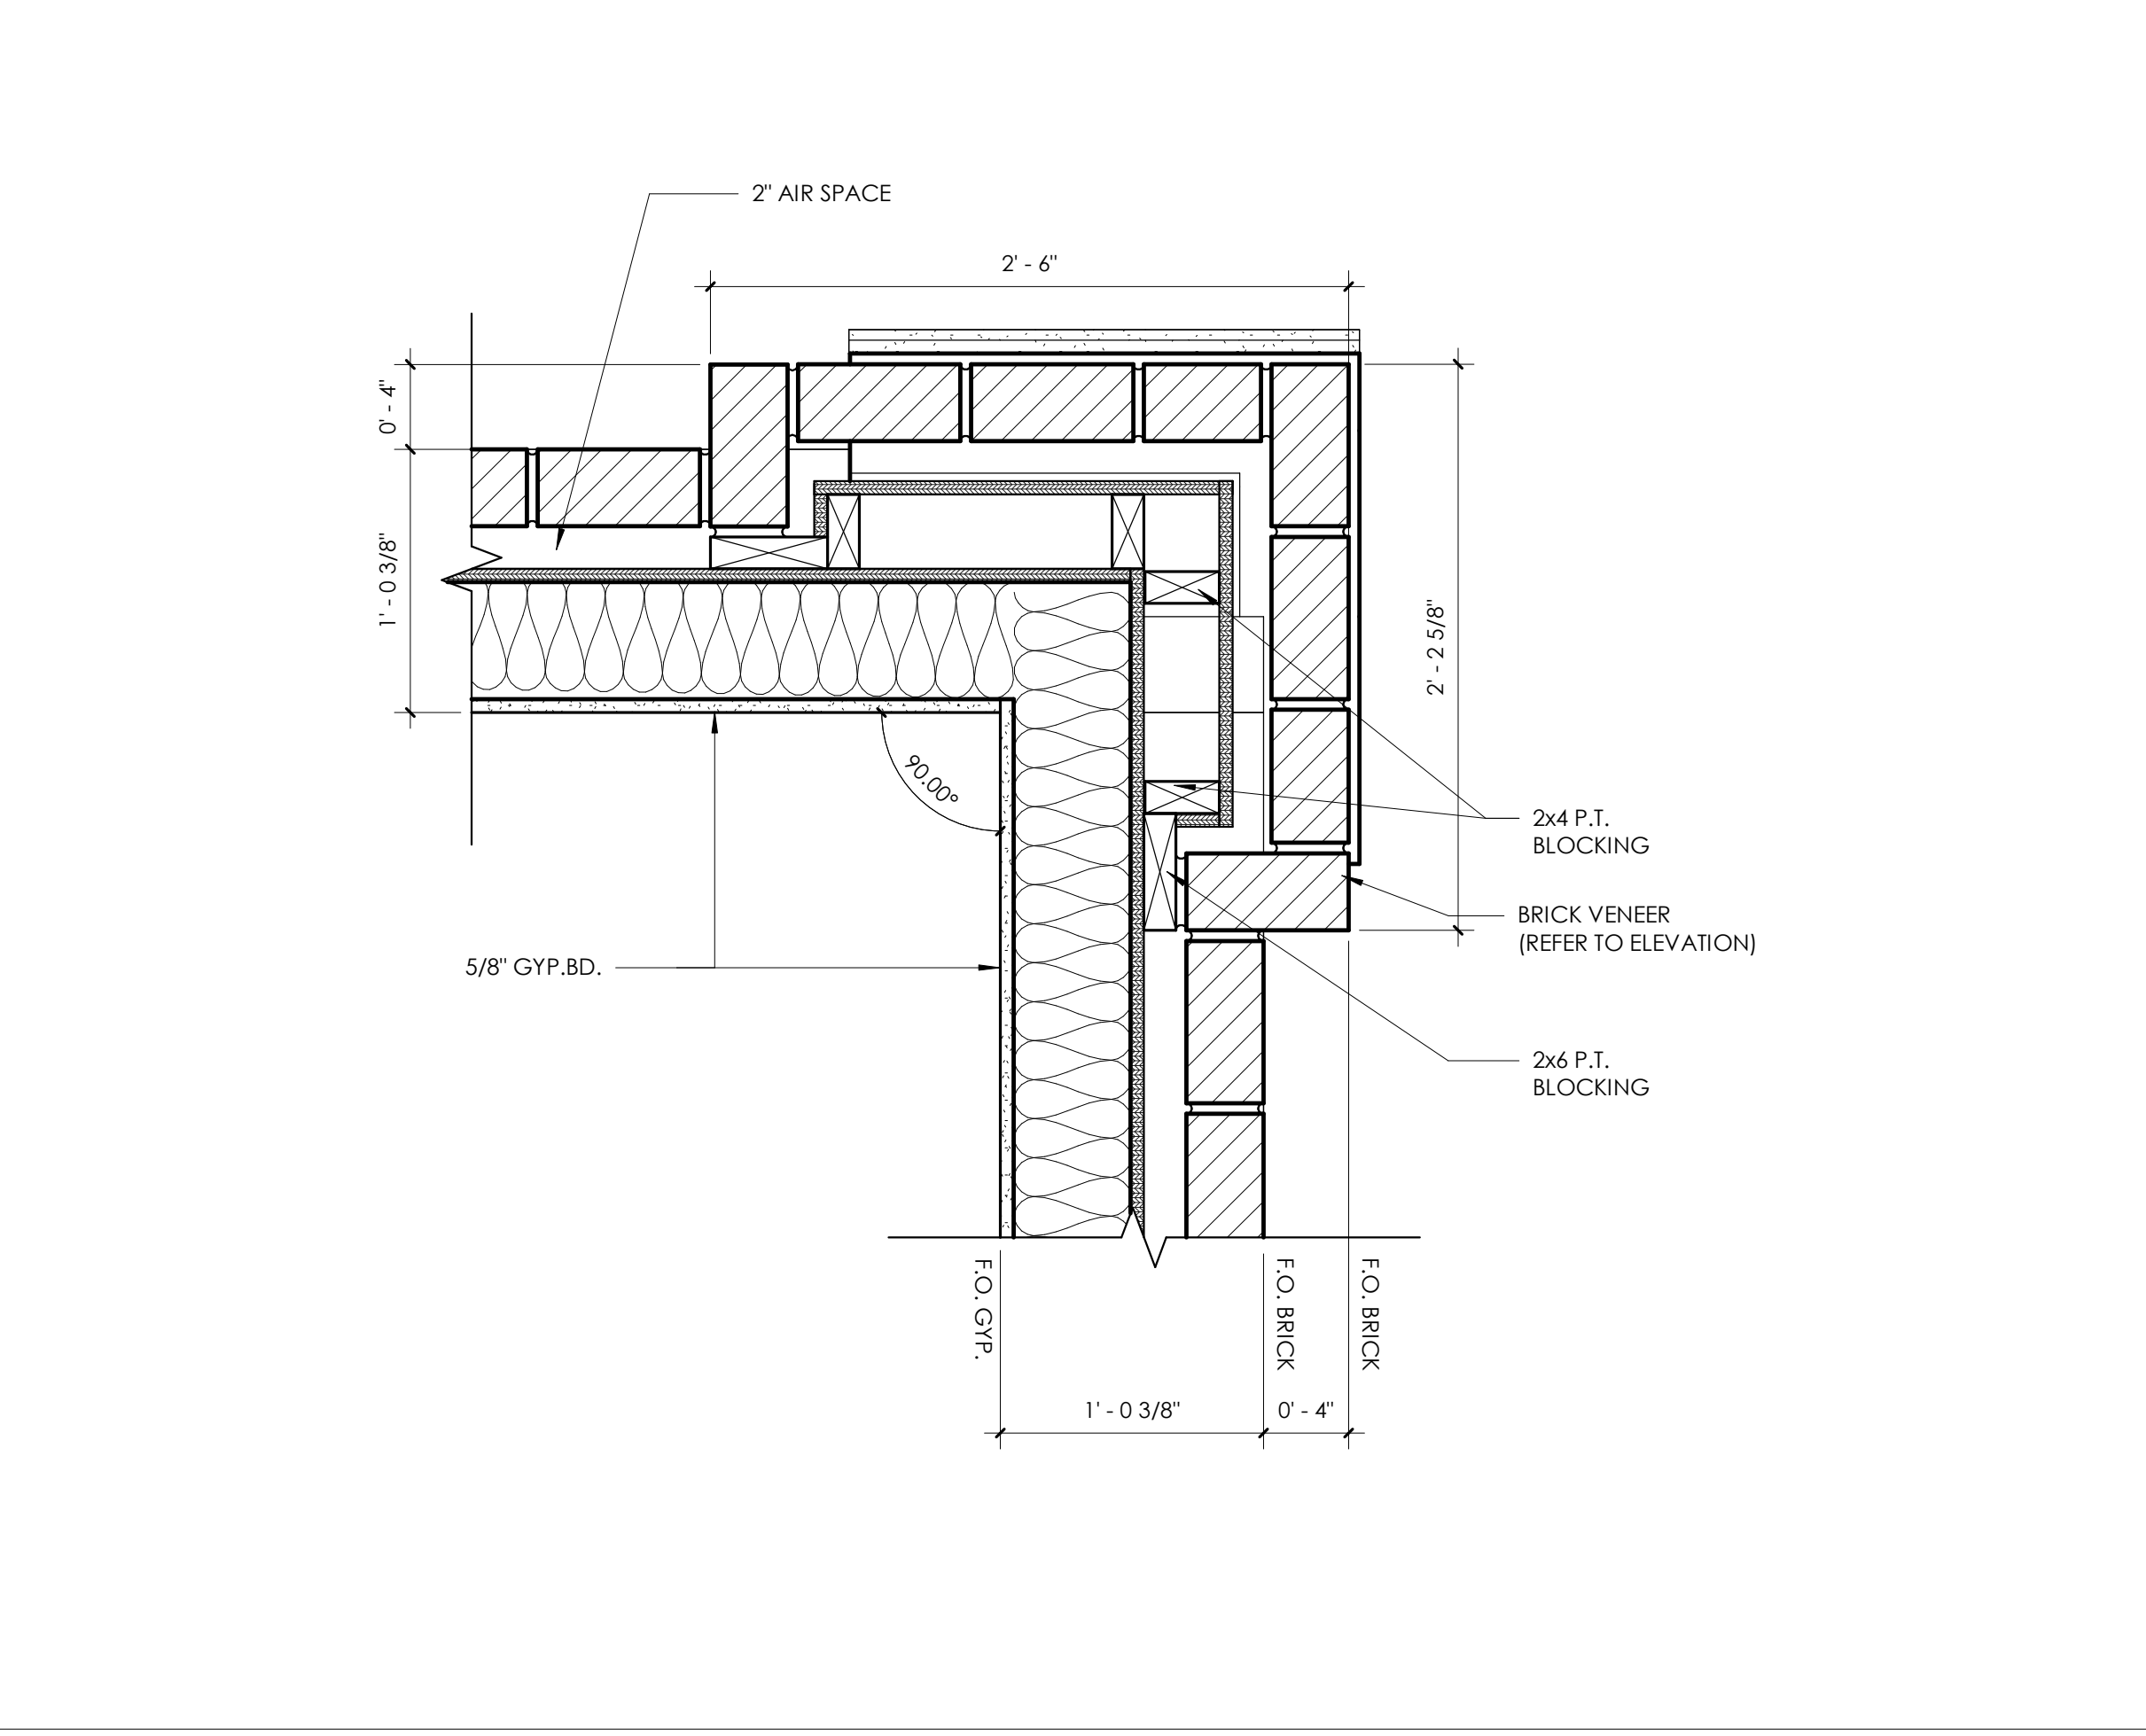 2" AIR SPACE
2' - 6"
0' - 4"
1' - 0 3/8"
2' - 2 5/8"
90.00°
2x4 P.T.
BLOCKING
BRICK VENEER
(REFER TO ELEVATION)
5/8" GYP.BD.
2x6 P.T.
BLOCKING
F.O. GYP.
F.O. BRICK
F.O. BRICK
1' - 0 3/8"
0' - 4"